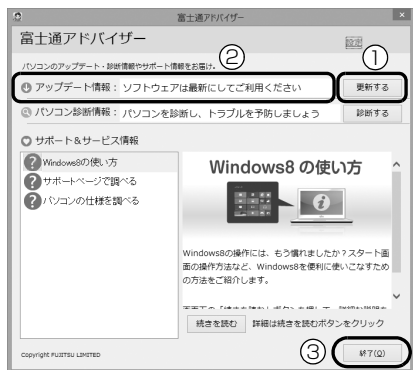 富士通アドバイザー
富士通アドバイザー
設定
パソコンのアップデート・診断情報やサポート情報をお届け。
②
①
アップデート情報： ソフトウェアは最新にしてご利用ください
更新する
パソコン診断情報： パソコンを診断し、トラブルを予防しましょう
診断する
サポート＆サービス情報
Windows8の使い方
サポートページで調べる
パソコンの仕様を調べる
Windows8 の使い方
Windows8の操作には、もう慣れましたか？スタート画
面の操作方法など、Windows8を便利に使いこなすため
の方法をご紹介します。
続きを読む
詳細は続きを読むボタンをクリック
③
Copyright FUJITSU LIMITED
終了(Q)